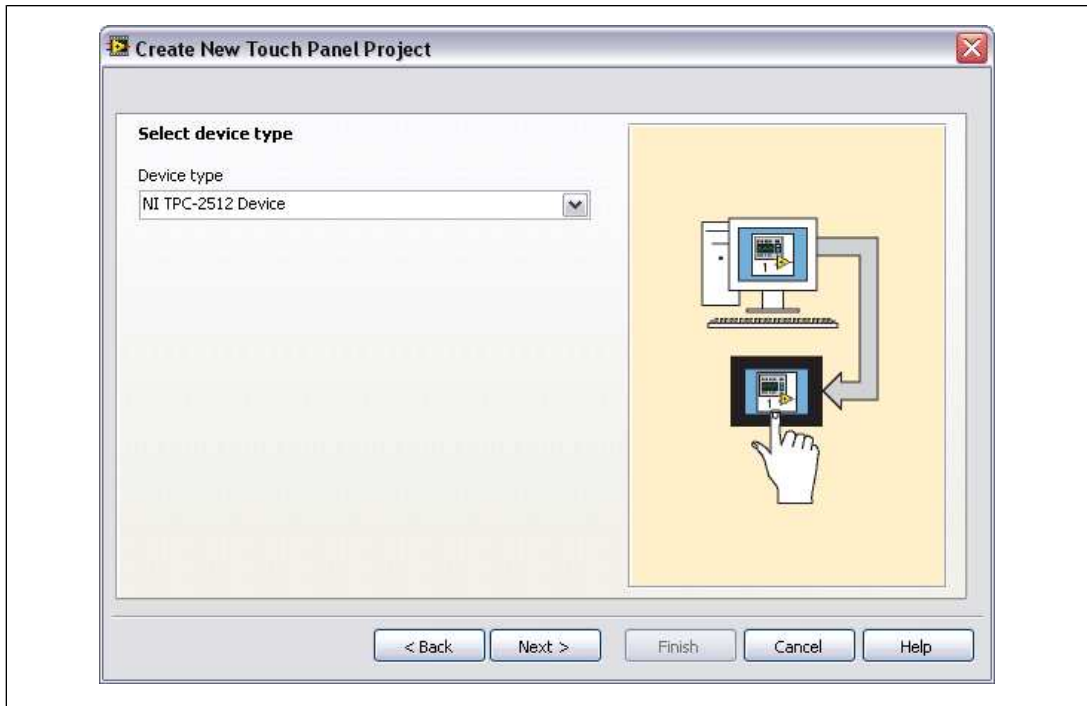 Create New Touch Panel Project
Select device type
Device type
NI TPC-2512 Device
1
1
< Back Next > Finish Cancel Help